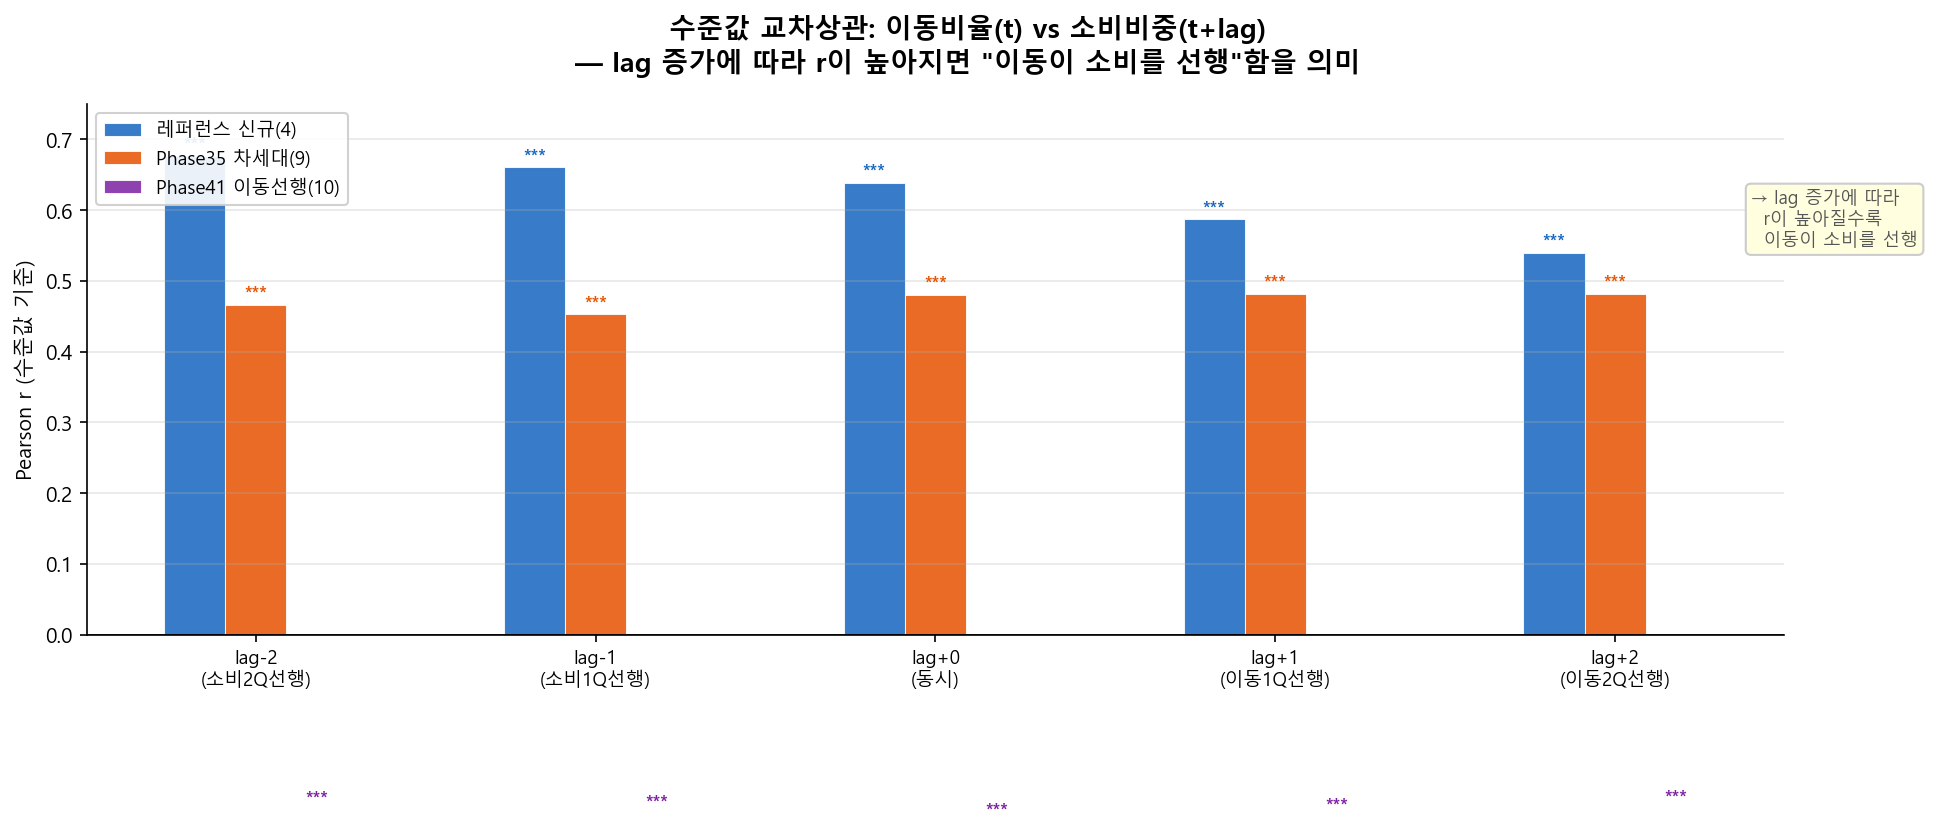 수준값 교차상관: 이동비율(t) vs 소비비중(t+lag)
— lag 증가에 따라 r이 높아지면 "이동이 소비를 선행"함을 의미
레퍼런스 신규(4)
Phase35 차세대(9)
Phase41 이동선행(10)
Pearson r (수준값 기준)
0.7
0.6
0.5
0.4
0.3
0.2
0.1
0.0
***
***
***
***
***
***
***
***
***
***
→ lag 증가에 따라
r이 높아질수록
이동이 소비를 선행
lag-2
(소비2Q선행)
lag-1
(소비1Q선행)
lag+0
(동시)
lag+1
(이동1Q선행)
lag+2
(이동2Q선행)
***
***
***
***
***